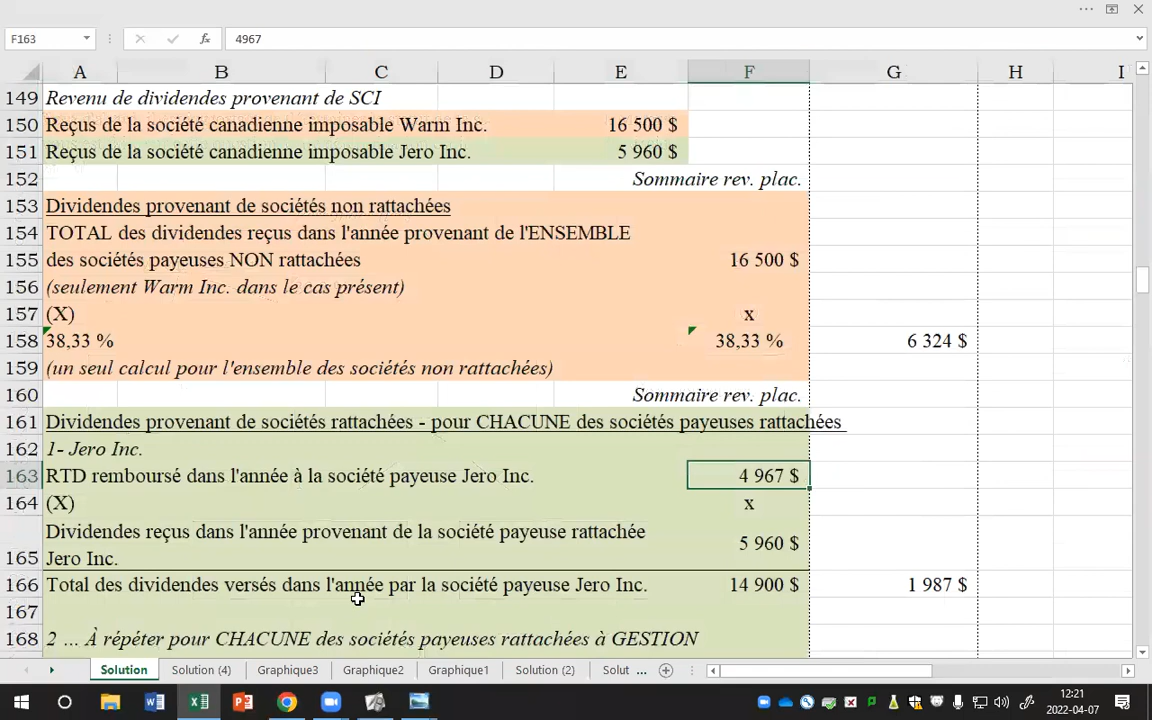 F163
4967
A B C D E F G H I
149 Revenu de dividendes provenant de SCI
150 Reçus de la société canadienne imposable Warm Inc. 16 500 $
151 Reçus de la société canadienne imposable Jero Inc. 5 960 $
152 Sommaire rev. plac.
153 Dividendes provenant de sociétés non rattachées
154 TOTAL des dividendes reçus dans l'année provenant de l'ENSEMBLE
155 des sociétés payeuses NON rattachées 16 500 $
156 (seulement Warm Inc. dans le cas présent)
157 (X) x
158 38,33 % 38,33 % 6 324 $
159 (un seul calcul pour l'ensemble des sociétés non rattachées)
160 Sommaire rev. plac.
161 Dividendes provenant de sociétés rattachées - pour CHACUNE des sociétés payeuses rattachées
162 1- Jero Inc.
163 RTD remboursé dans l'année à la société payeuse Jero Inc. 4 967 $
164 (X) x
Dividendes reçus dans l'année provenant de la société payeuse rattachée 5 960 $
165 Jero Inc.
166 Total des dividendes versés dans l'année par la société payeuse Jero Inc. 14 900 $ 1 987 $
167
168 2 ... À répéter pour CHACUNE des sociétés payeuses rattachées à GESTION
Solution Solution (4) Graphique3 Graphique2 Graphique1 Solution (2) Solut ...
12:21
2022-04-07